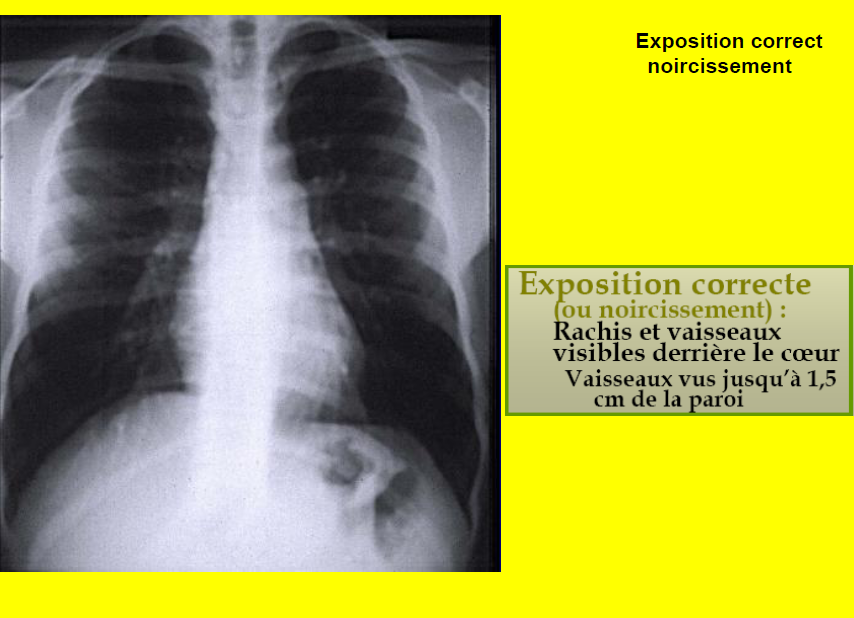 Exposition correct
noircissement
Exposition correcte
(ou noircissement) :
Rachis et vaisseaux
visibles derrière le cœur
Vaisseaux vus jusqu’à 1,5
cm de la paroi